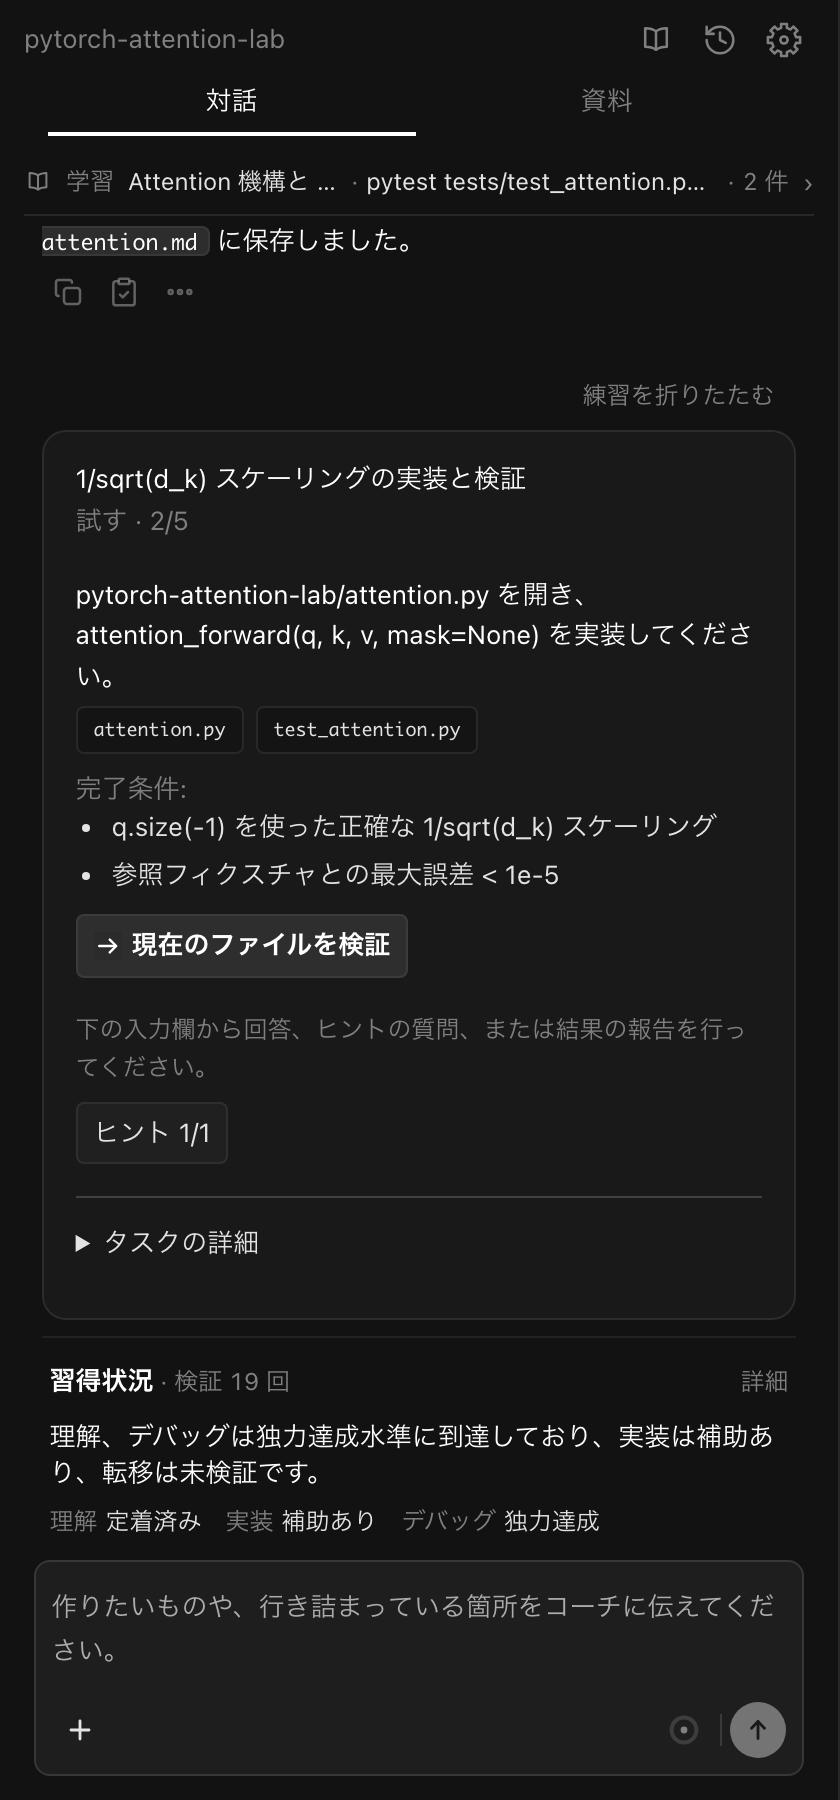 pytorch-attention-lab
対話
資料
学習 Attention 機構と ... · pytest tests/test_attention.p... · 2 件 ›
attention.md に保存しました。
練習を折りたたむ
1/sqrt(d_k) スケーリングの実装と検証
試す · 2/5
pytorch-attention-lab/attention.py を開き、
attention_forward(q, k, v, mask=None) を実装してくださ
い。
attention.py
test_attention.py
完了条件:
• q.size(-1) を使った正確な 1/sqrt(d_k) スケーリング
• 参照フィクスチャとの最大誤差 < 1e-5
→ 現在のファイルを検証
下の入力欄から回答、ヒントの質問、または結果の報告を行っ
てください。
ヒント 1/1
▶ タスクの詳細
習得状況 · 検証 19 回
詳細
理解、デバッグは独力達成水準に到達しており、実装は補助あ
り、転移は未検証です。
理解 定着済み 実装 補助あり デバッグ 独力達成
作りたいものや、行き詰まっている箇所をコーチに伝えてくだ
さい。